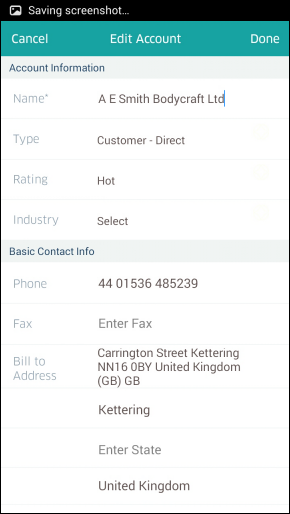 Saving screenshot...
Cancel Edit Account Done
Account Information
Name* A E Smith Bodycraft Ltd
Type Customer - Direct
Rating Hot
Industry Select
Basic Contact Info
Phone 44 01536 485239
Fax Enter Fax
Bill to Address
Carrington Street Kettering
NN16 0BY United Kingdom
(GB) GB
Kettering
Enter State
United Kingdom